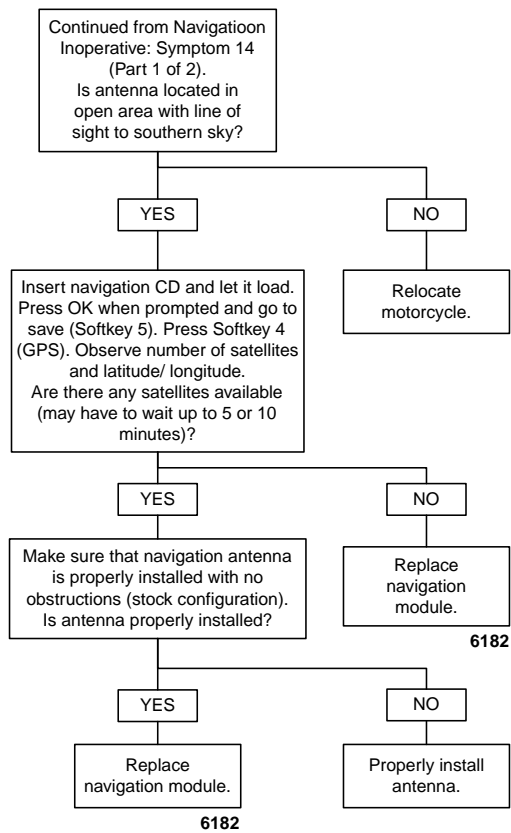 Continued from Navigatioon
Inoperative: Symptom 14
(Part 1 of 2).
Is antenna located in
open area with line of
sight to southern sky?
YES
NO
Insert navigation CD and let it load.
Press OK when prompted and go to
save (Softkey 5). Press Softkey 4
(GPS). Observe number of satellites
and latitude/ longitude.
Are there any satellites available
(may have to wait up to 5 or 10
minutes)?
Relocate
motorcycle.
YES
NO
Make sure that navigation antenna
is properly installed with no
obstructions (stock configuration).
Is antenna properly installed?
Replace
navigation
module.
6182
YES
NO
Replace
navigation module.
6182
Properly install
antenna.